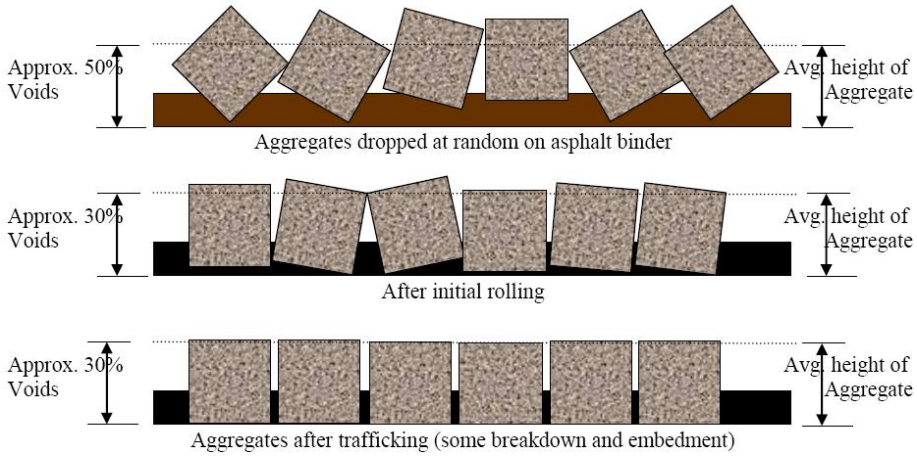 Approx. 50%
Voids
Avg. height of
Aggregate
Aggregates dropped at random on asphalt binder
Approx. 30%
Voids
Avg. height of
Aggregate
After initial rolling
Approx. 30%
Voids
Avg. height of
Aggregate
Aggregates after trafficking (some breakdown and embedment)